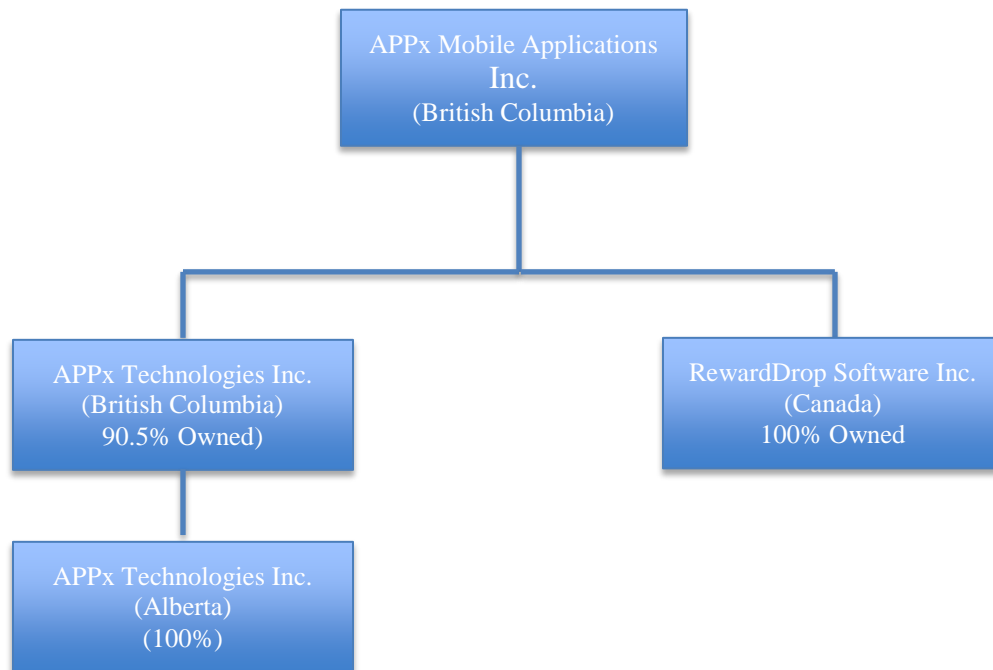 APPx Mobile Applications
Inc.
(British Columbia)
APPx Technologies Inc.
(British Columbia)
90.5% Owned)
RewardDrop Software Inc.
(Canada)
100% Owned
APPx Technologies Inc.
(Alberta)
(100%)